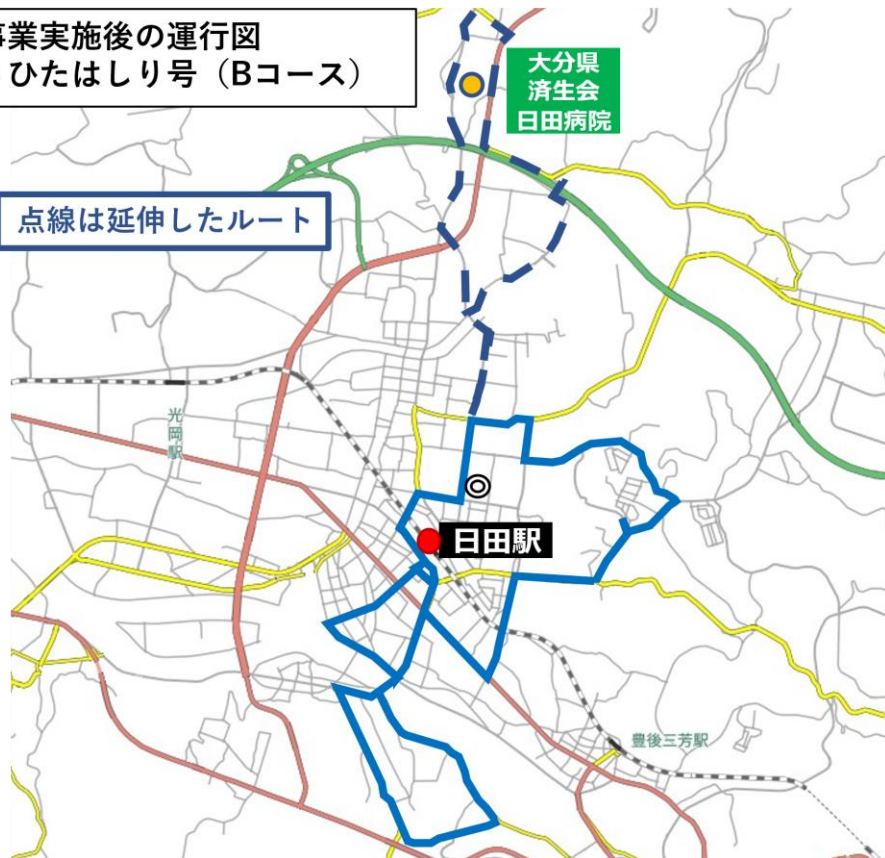 事業実施後の運行図
ひたはしり号（Bコース）
大分県
済生会
日田病院
点線は延伸したルート
光岡駅
日田駅
豊後三芳駅